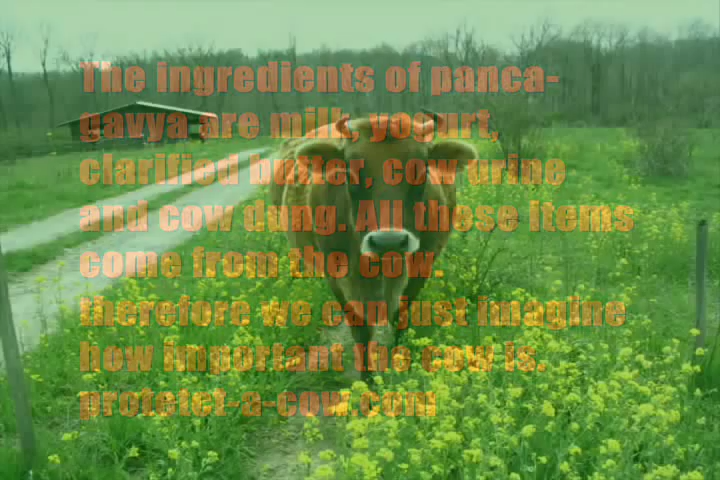 The ingredients of panca-
gavya are milk, yogurt,
clarified butter, cow urine
and cow dung. All these items
come from the cow.
therefore we can just imagine
how important the cow is.
protetct-a-cow.com